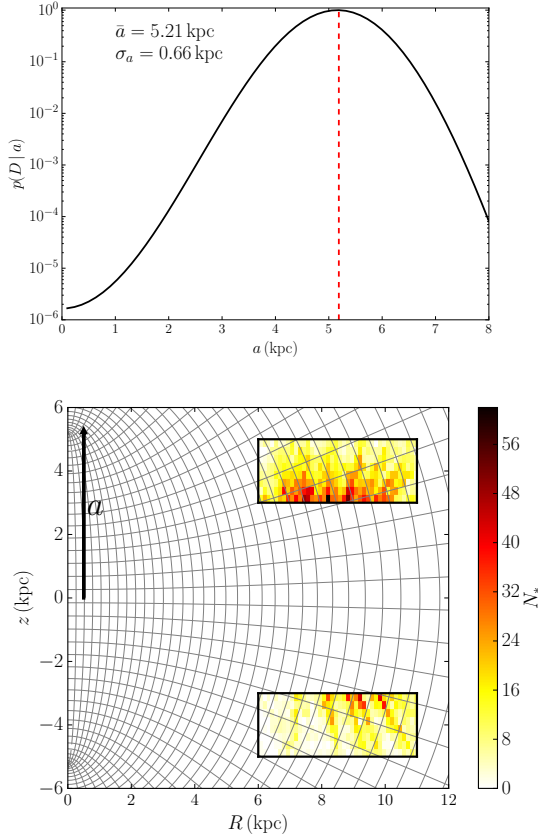 ā = 5.21 kpc
σ_a = 0.66 kpc
p(D | a)
10^0
10^{-1}
10^{-2}
10^{-3}
10^{-4}
10^{-5}
10^{-6}
0 1 2 3 4 5 6 7 8
a (kpc)
a
z (kpc)
6
4
2
0
−2
−4
−6
0 2 4 6 8 10 12
R (kpc)
56
48
40
32
24
16
8
0
N_*